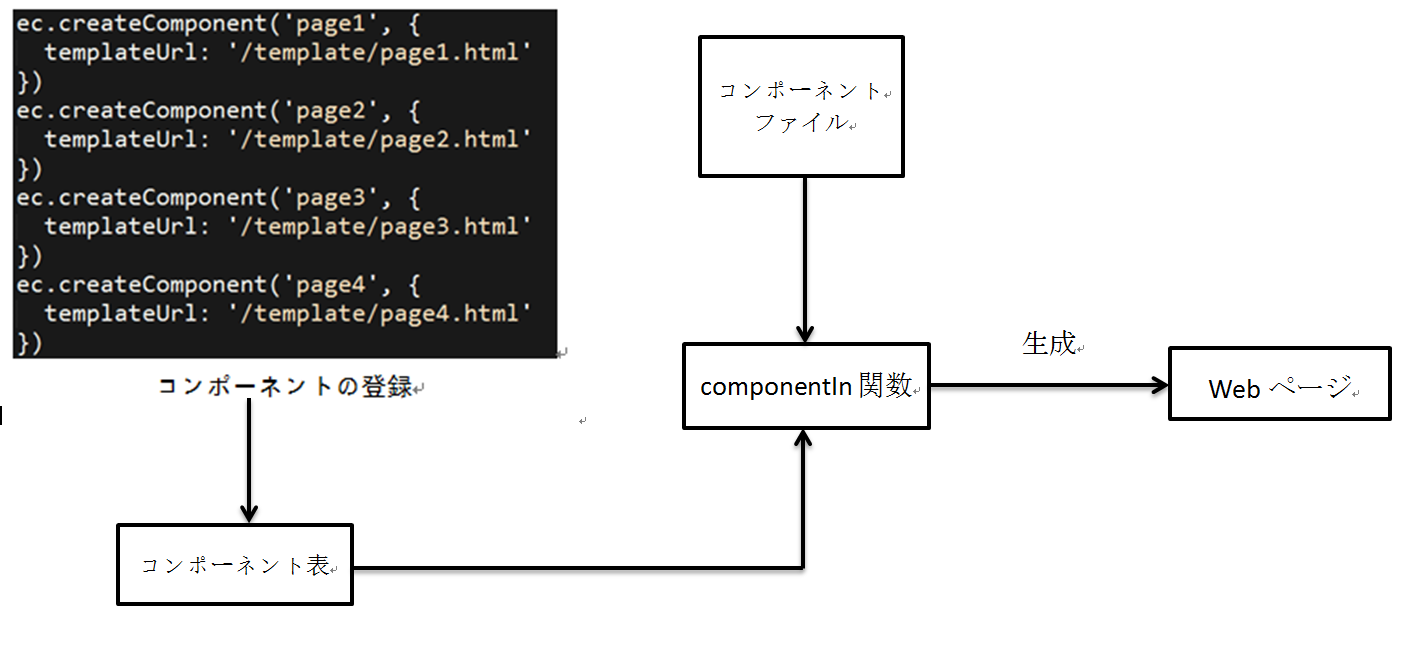 ec.createComponent('page1', {
  templateUrl: '/template/page1.html'
})
ec.createComponent('page2', {
  templateUrl: '/template/page2.html'
})
ec.createComponent('page3', {
  templateUrl: '/template/page3.html'
})
ec.createComponent('page4', {
  templateUrl: '/template/page4.html'
})
コンポーネントの登録
コンポーネント表
コンポーネント
ファイル
componentIn 関数
生成
Web ページ